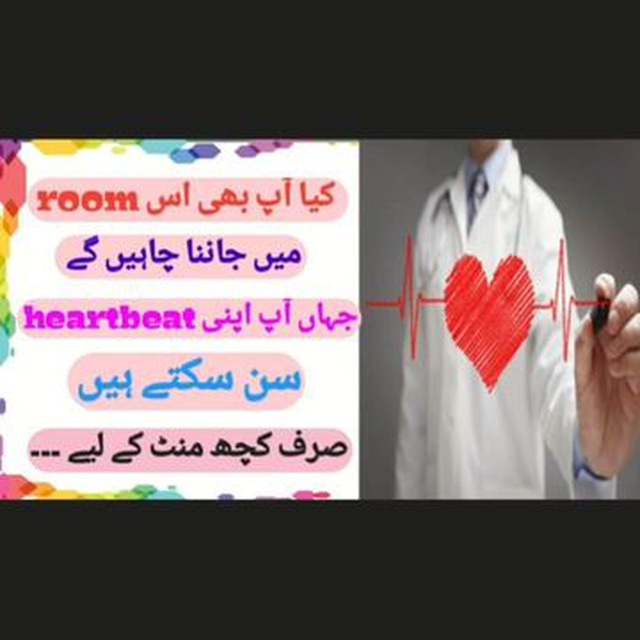 کیا آپ بھی اس room
میں جاننا چاہیں گے
جہاں آپ اپنی heartbeat
سن سکتے ہیں
صرف کچھ منٹ کے لیے ...